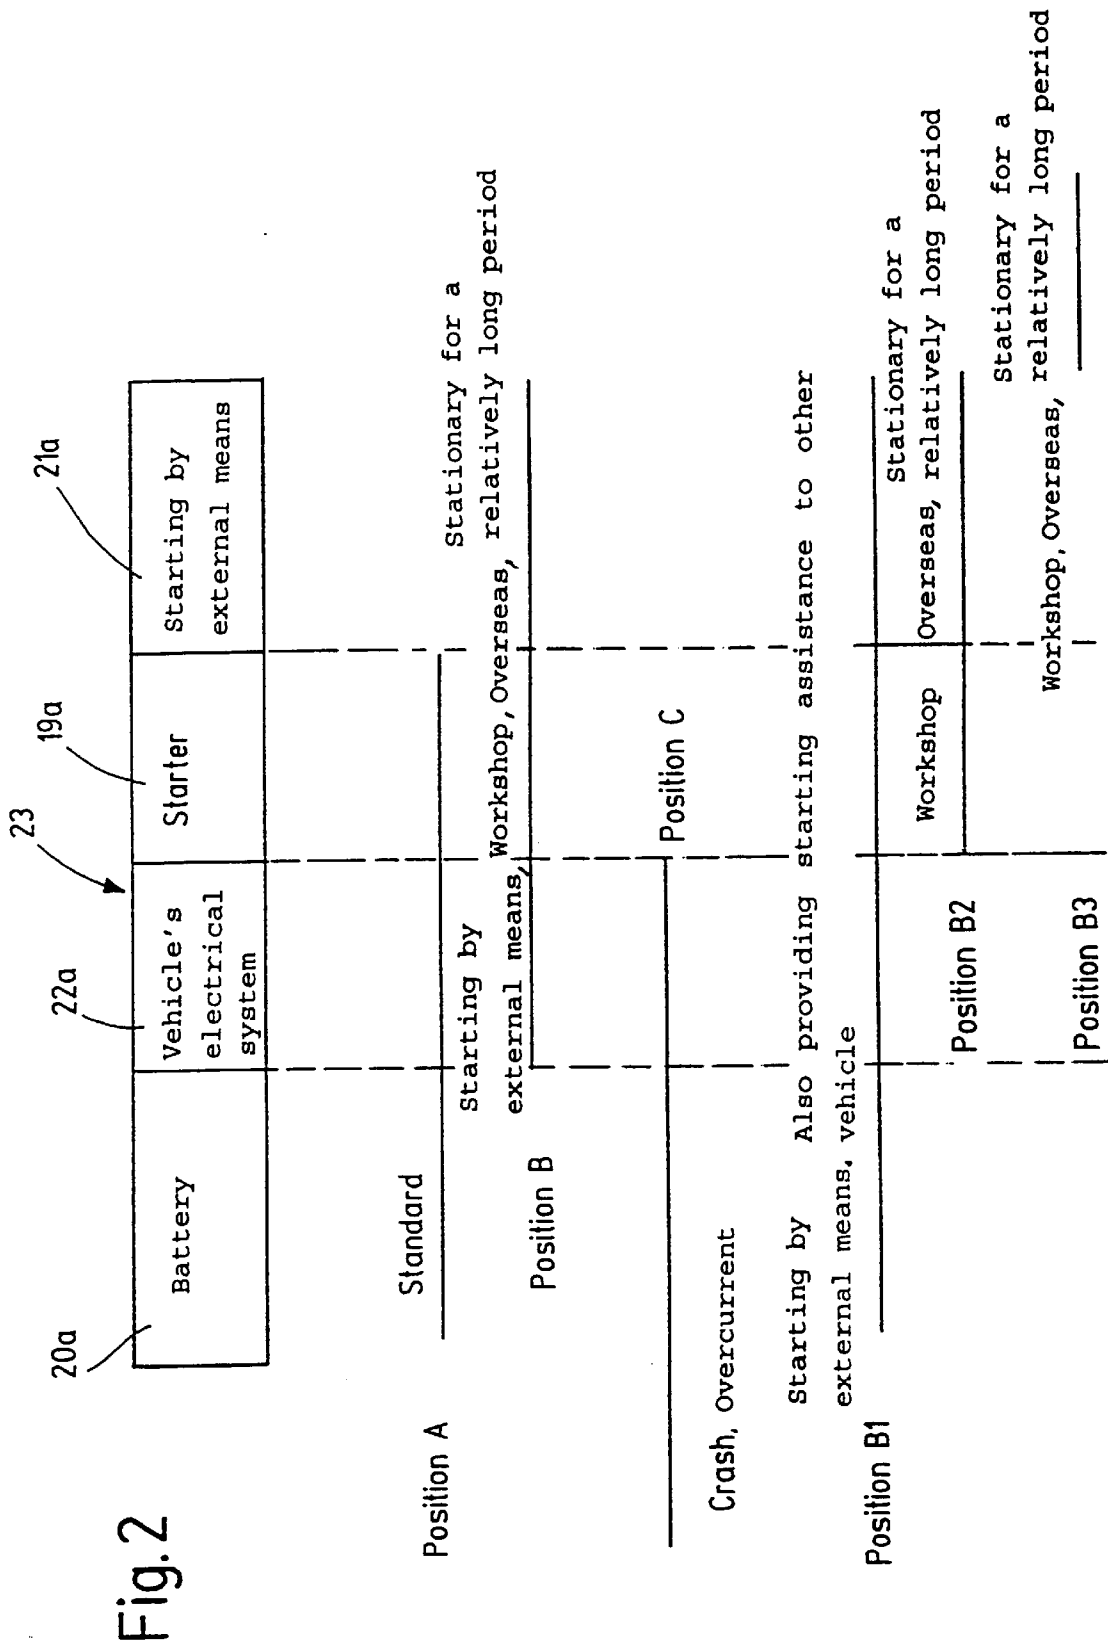 Fig. 2
23
20a
22a
19a
21a
Battery
Vehicle's
electrical
system
Starter
Starting by
external means
Position A
Standard
Position B
Starting by
external means,
Workshop, Overseas,
Stationary for a
relatively long period
Position C
Crash, Overcurrent
Position B1
Starting by
external means.
Also providing starting assistance to other
vehicle
Position B2
Workshop
Overseas,
Stationary for a
relatively long period
Position B3
Workshop, Overseas,
Stationary for a
relatively long period